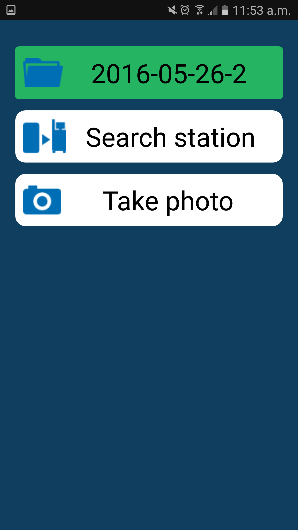 11:53 a.m.
2016-05-26-2
Search station
Take photo